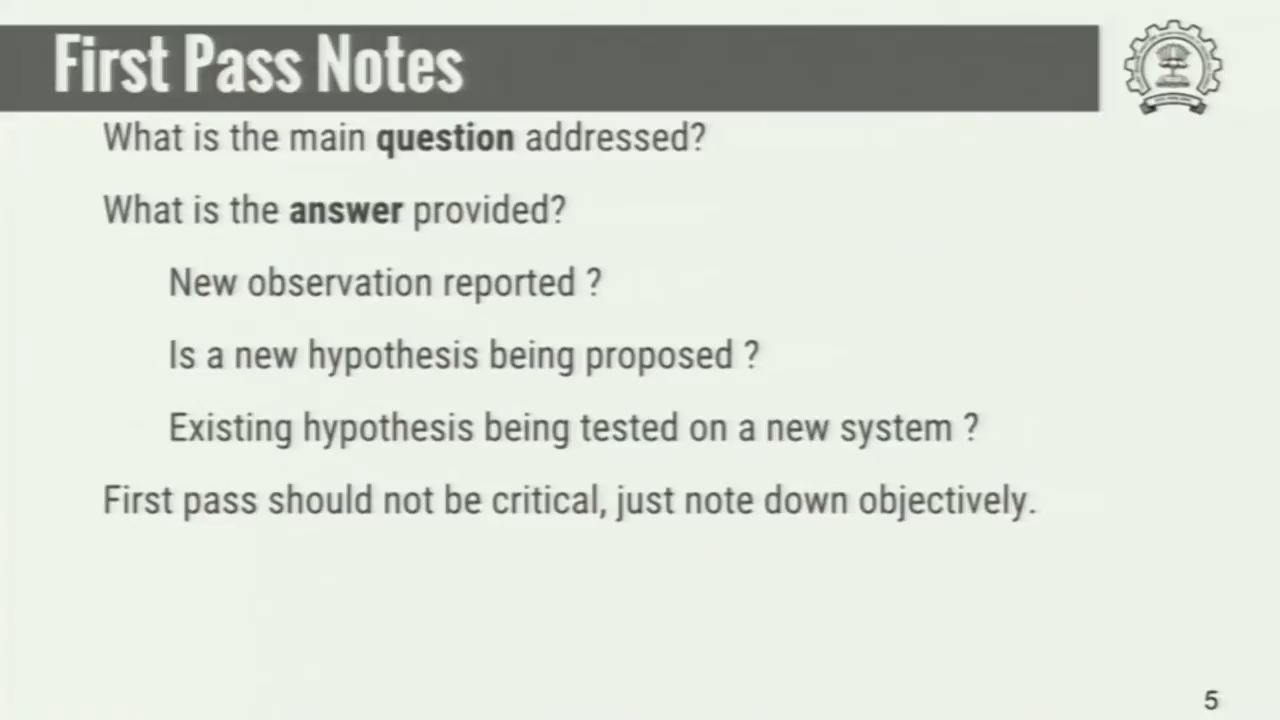 First Pass Notes
What is the main question addressed?
What is the answer provided?
New observation reported ?
Is a new hypothesis being proposed ?
Existing hypothesis being tested on a new system ?
First pass should not be critical, just note down objectively.
5